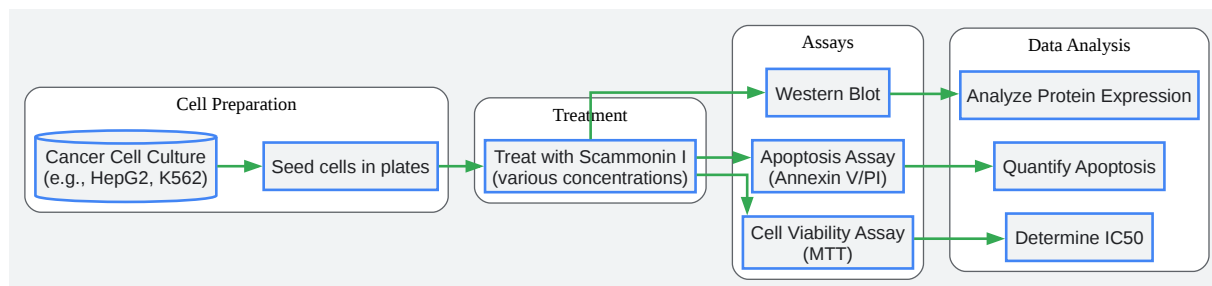 Cell Preparation
Cancer Cell Culture
(e.g., HepG2, K562)
Seed cells in plates
Treatment
Treat with Scammonin I
(various concentrations)
Assays
Western Blot
Apoptosis Assay
(Annexin V/PI)
Cell Viability Assay
(MTT)
Data Analysis
Analyze Protein Expression
Quantify Apoptosis
Determine IC50